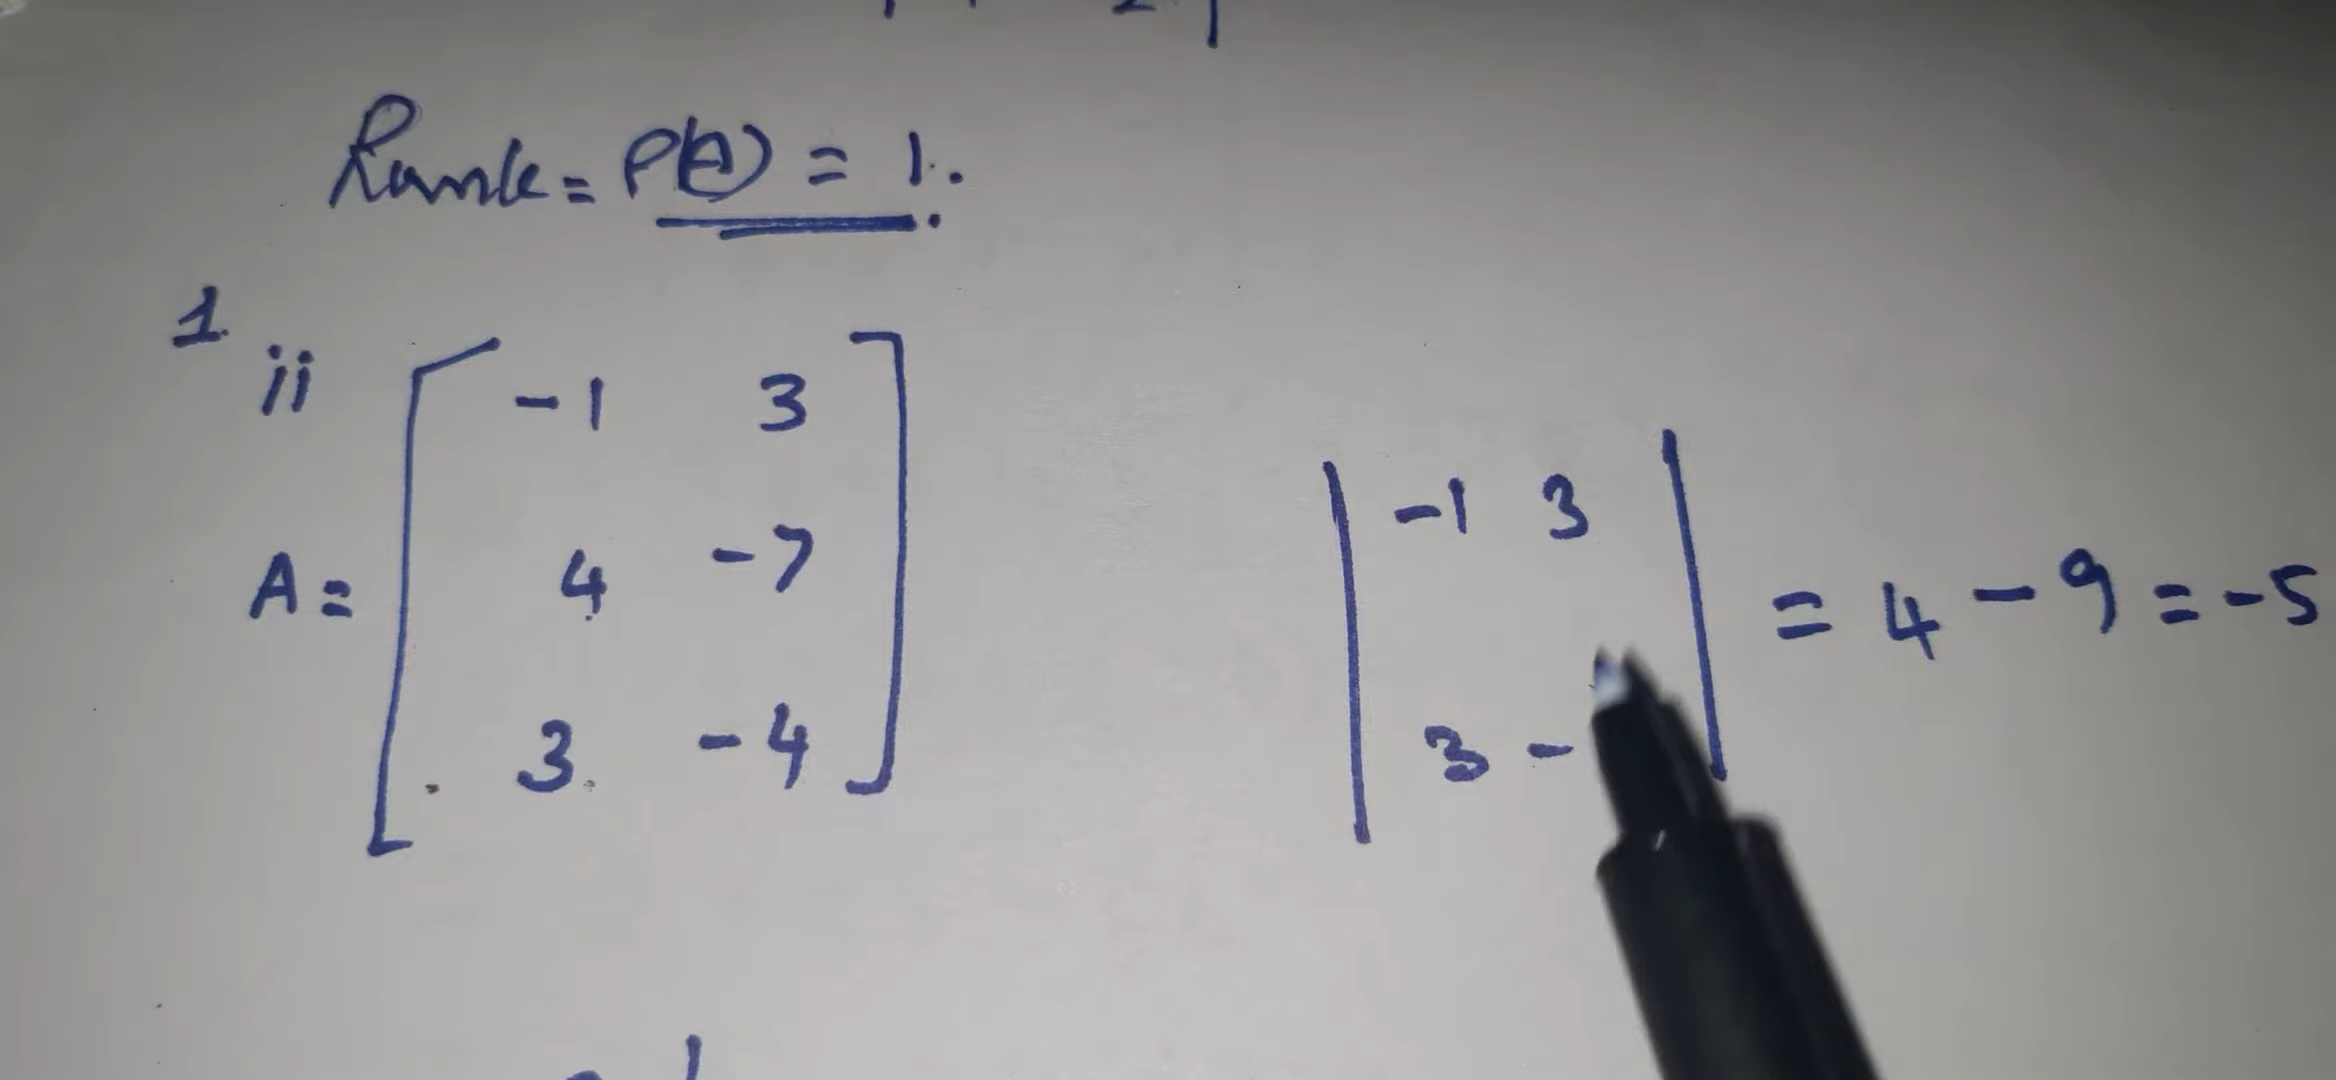 Rank = ρ(A) = 1.
1 ii
A = [ -1 3
4 -7
3 -4 ]
| -1 3
3 - | = 4 - 9 = -5